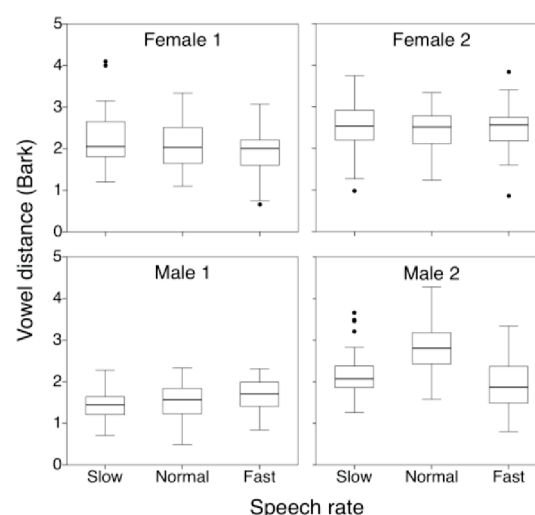 Female 1
Female 2
5
4
3
2
1
0
Male 1
Male 2
5
4
3
2
1
0
Vowel distance (Bark)
Slow Normal Fast Slow Normal Fast
Speech rate